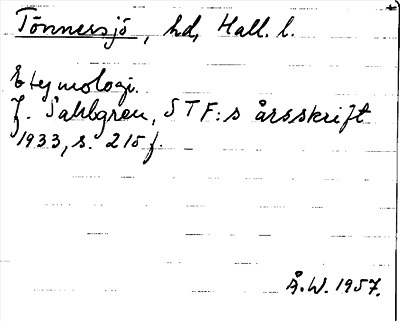 Tönnersjö, hd, Hall. l.
Etymologi.
J. Sahlgren, STF:s årsskrift
1933, s. 215 f.
Å.W. 1957.